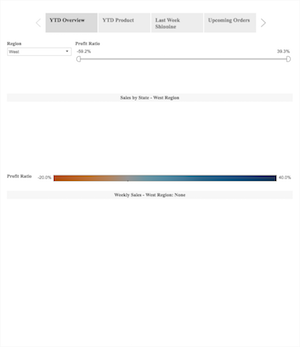 YTD Overview
YTD Product
Last Week
Shipping
Upcoming Orders
Region
Profit Ratio
West
-58.2%
39.3%
Sales by State - West Region
Profit Ratio
-20.0%
40.0%
Weekly Sales - West Region: None